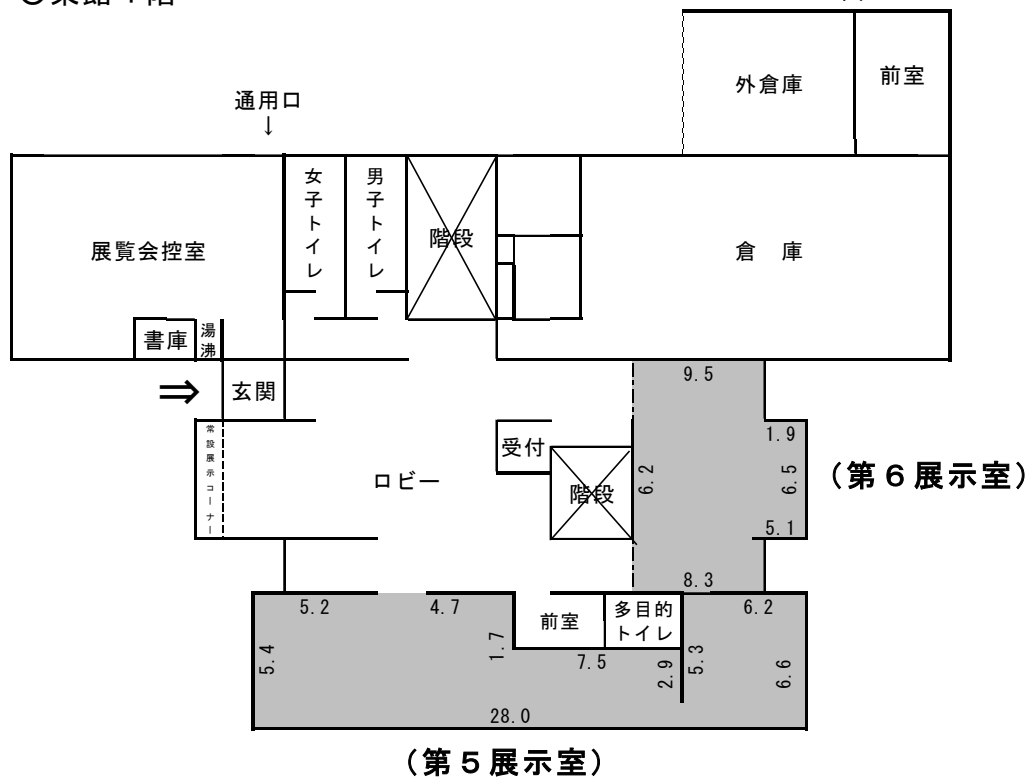 通用口
↓
外倉庫
前室
女子トイレ
男子トイレ
階段
展覧会控室
倉 庫
書庫
湯沸
⇒
玄関
9.5
常設展示コーナー
受付
1.9
ロビー
階段
6.2
6.5
(第6展示室)
5.1
8.3
5.2
4.7
前室
多目的
トイレ
6.2
5.4
1.7
7.5
2.9
5.3
6.6
28.0
(第5展示室)